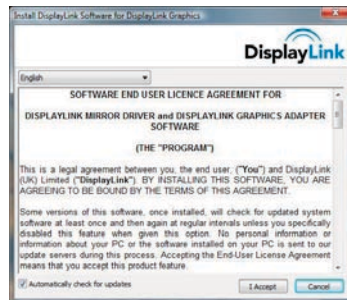 Install DisplayLink Software for DisplayLink Graphics
DisplayLink
English
SOFTWARE END USER LICENCE AGREEMENT FOR
DISPLAYLINK MIRROR DRIVER and DISPLAYLINK GRAPHICS ADAPTER
SOFTWARE
(THE "PROGRAM")
This is a legal agreement between you, the end user, ("You") and DisplayLink
(UK) Limited ("DisplayLink"). BY INSTALLING THIS SOFTWARE, YOU ARE
AGREEING TO BE BOUND BY THE TERMS OF THIS AGREEMENT.
Some versions of this software, once installed, will check for updated system
software at least once and then again at regular intervals unless you specifically
disabled this feature when given this option. No personal information or
information about your PC or the software installed on your PC is sent to our
update servers during this process. Accepting the End-User License Agreement
means that you accept this product feature.
Automatically check for updates
I Accept
Cancel